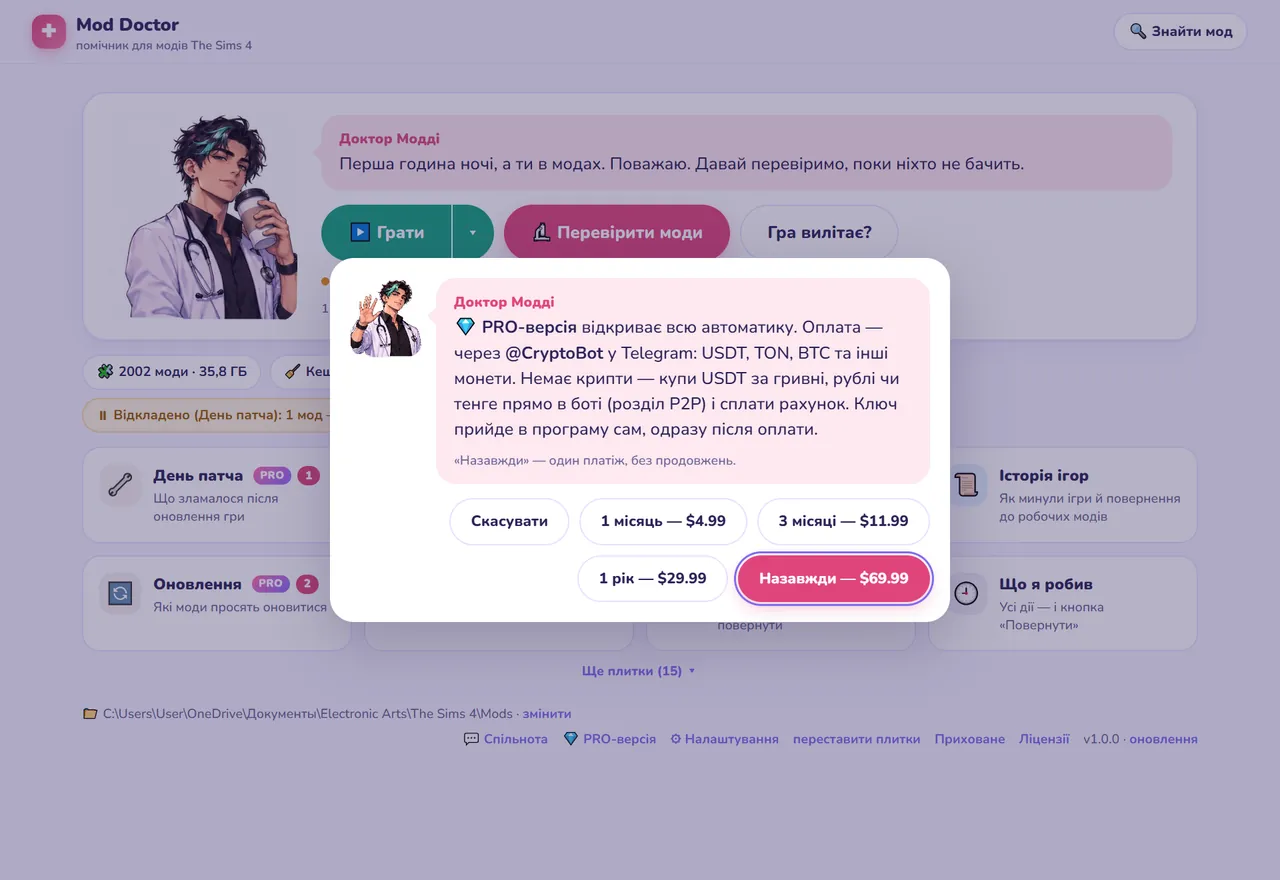 Mod Doctor
помічник для модів The Sims 4
Знайти мод
Доктор Модді
Перша година ночі, а ти в модах. Поважаю. Давай перевіримо, поки ніхто не бачить.
Грати
Перевірити моди
Гра вилітає?
1
Доктор Модді
PRO-версія відкриває всю автоматику. Оплата —
через @CryptoBot у Telegram: USDT, TON, BTC та інші
монети. Немає крипти — купи USDT за гривні, рублі чи
тенге прямо в боті (розділ P2P) і сплати рахунок. Ключ
прийде в програму сам, одразу після оплати.
«Назавжди» — один платіж, без продовжень.
Скасувати
1 місяць — $4.99
3 місяці — $11.99
1 рік — $29.99
Назавжди — $69.99
2002 моди · 35,8 ГБ
Відкладено (День патча): 1 мод
День патча PRO 1
Що зламалося після
оновлення гри
Історія ігор
Як минули ігри й повернення
до робочих модів
Оновлення PRO 2
Які моди просять оновитися
повернути
Що я робив
Усі дії — і кнопка
«Повернути»
Ще плитки (15)
C:\Users\User\OneDrive\Документы\Electronic Arts\The Sims 4\Mods · змінити
Спільнота
PRO-версія
Налаштування
переставити плитки
Приховане
Ліцензії
v1.0.0 · оновлення